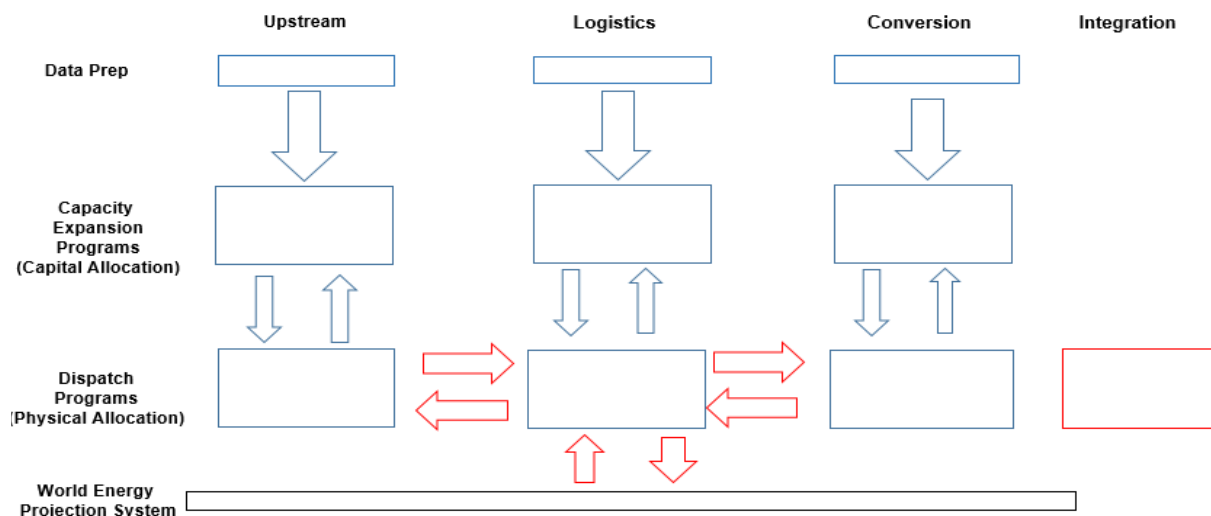 Upstream
Logistics
Conversion
Integration
Data Prep
Capacity
Expansion
Programs
(Capital Allocation)
Dispatch
Programs
(Physical Allocation)
World Energy
Projection System